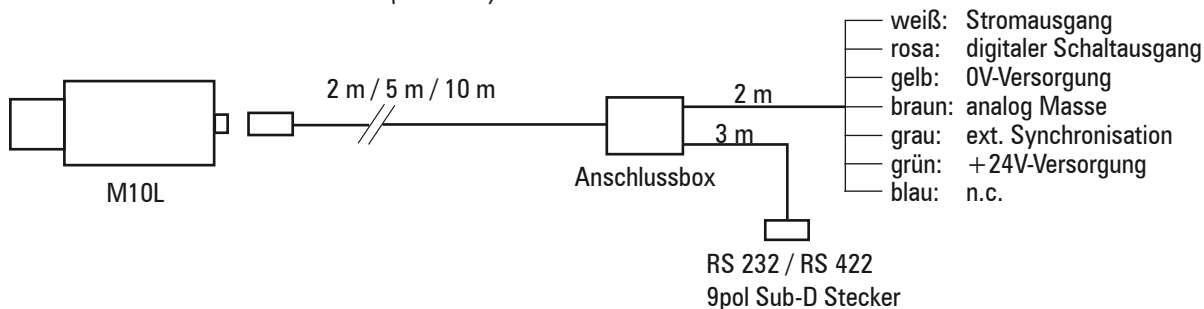 weiß: Stromausgang
rosa: digitaler Schaltausgang
gelb: 0V-Versorgung
braun: analog Masse
grau: ext. Synchronisation
grün: +24V-Versorgung
blau: n.c.
2 m / 5 m / 10 m
2 m
3 m
M10L
Anschlussbox
RS 232 / RS 422
9pol Sub-D Stecker